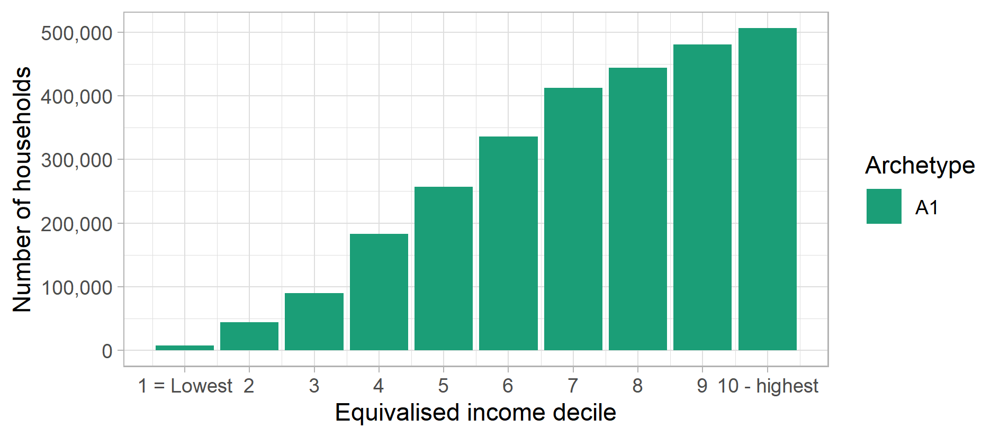 Number of households
500,000
400,000
300,000
200,000
100,000
0
1 = Lowest 2 3 4 5 6 7 8 9 10 - highest
Equivalised income decile
Archetype
A1